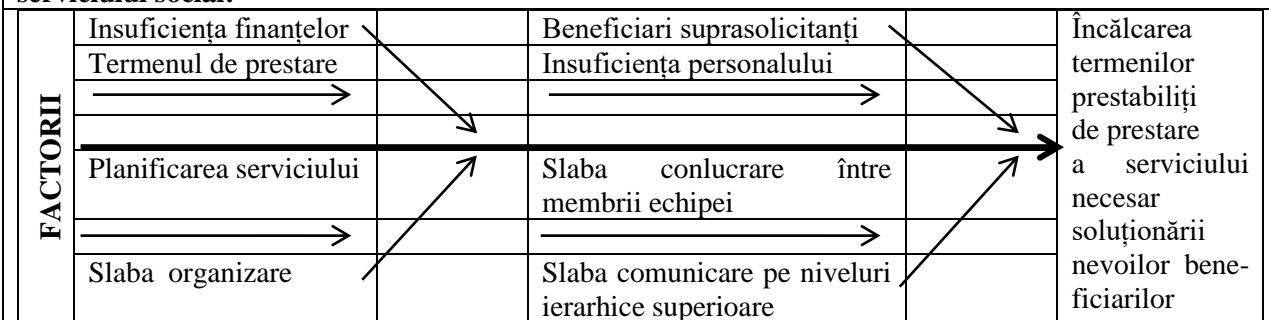 serviciului social.
FACTORII
Insuficiența finanțelor
Beneficiari suprasolicitanți
Termenul de prestare
Insuficiența personalului
Planificarea serviciului
Slaba conlucrare între
membrii echipei
Slaba organizare
Slaba comunicare pe niveluri
ierarhice superioare
Încălcarea
termenilor
prestabiliți
de prestare
a serviciului
necesar
soluționării
nevoilor bene-
ficiarilor